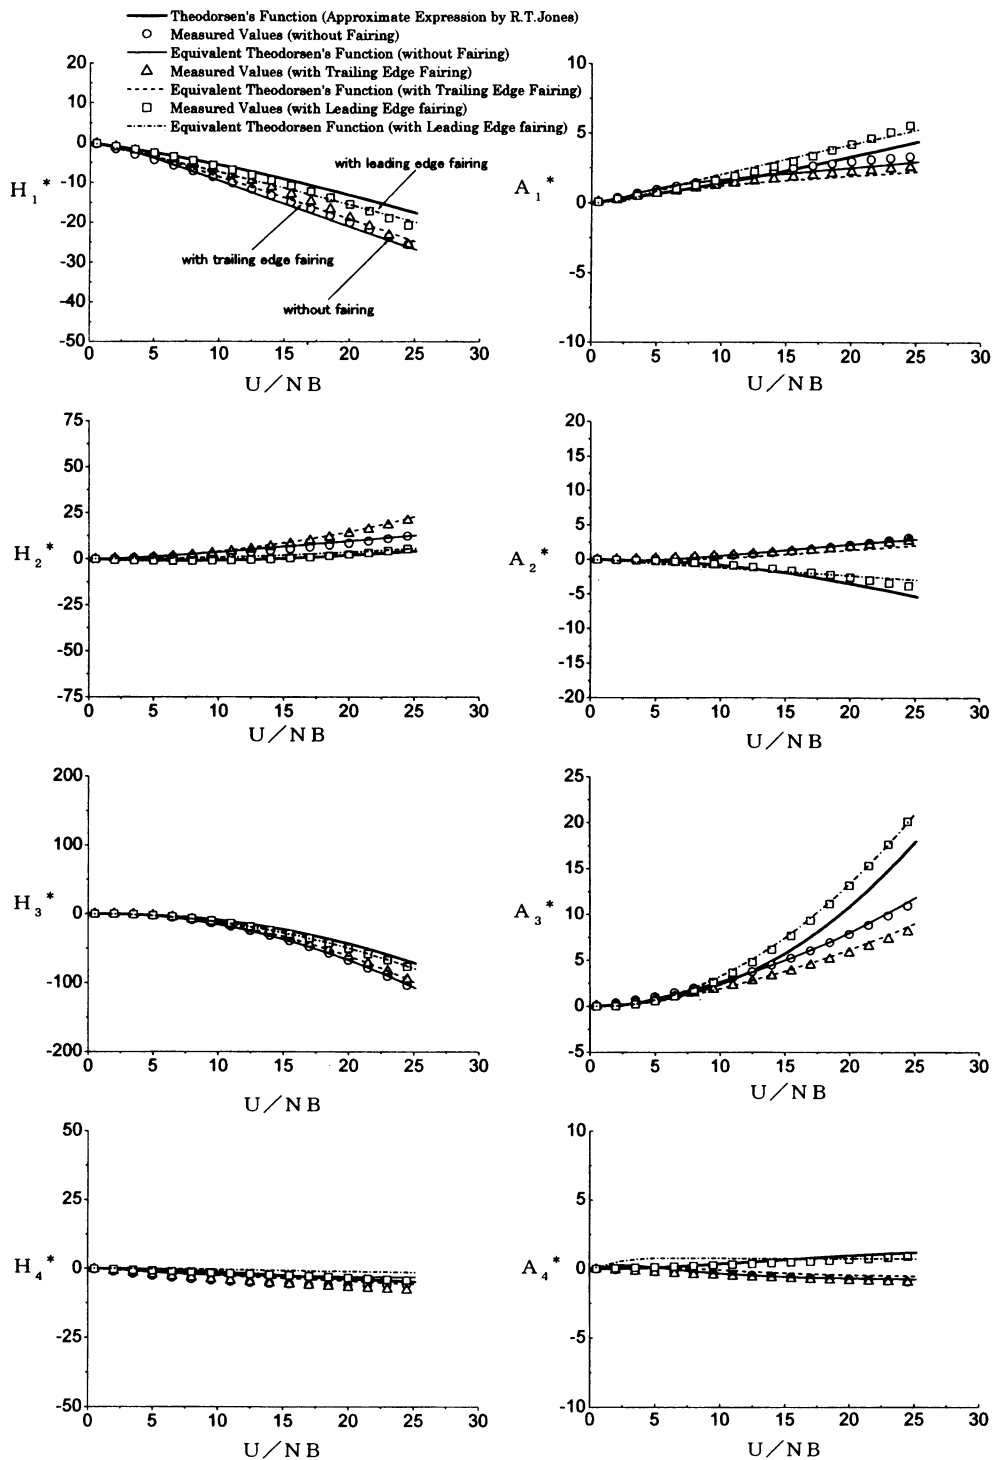 Theodorsen's Function (Approximate Expression by R.T.Jones)
Measured Values (without Fairing)
Equivalent Theodorsen's Function (without Fairing)
Measured Values (with Trailing Edge Fairing)
Equivalent Theodorsen's Function (with Trailing Edge Fairing)
Measured Values (with Leading Edge fairing)
Equivalent Theodorsen Function (with Leading Edge fairing)
20
10
0
-10
-20
-30
-40
-50
H1*
with leading edge fairing
with trailing edge fairing
without fairing
0 5 10 15 20 25 30
U/NB
10
5
0
-5
-10
A1*
0 5 10 15 20 25 30
U/NB
75
50
25
0
-25
-50
-75
H2*
0 5 10 15 20 25 30
U/NB
20
15
10
5
0
-5
-10
-15
-20
A2*
0 5 10 15 20 25 30
U/NB
200
100
0
-100
-200
H3*
0 5 10 15 20 25 30
U/NB
25
20
15
10
5
0
-5
A3*
0 5 10 15 20 25 30
U/NB
50
25
0
-25
-50
H4*
0 5 10 15 20 25 30
U/NB
10
5
0
-5
-10
A4*
0 5 10 15 20 25 30
U/NB